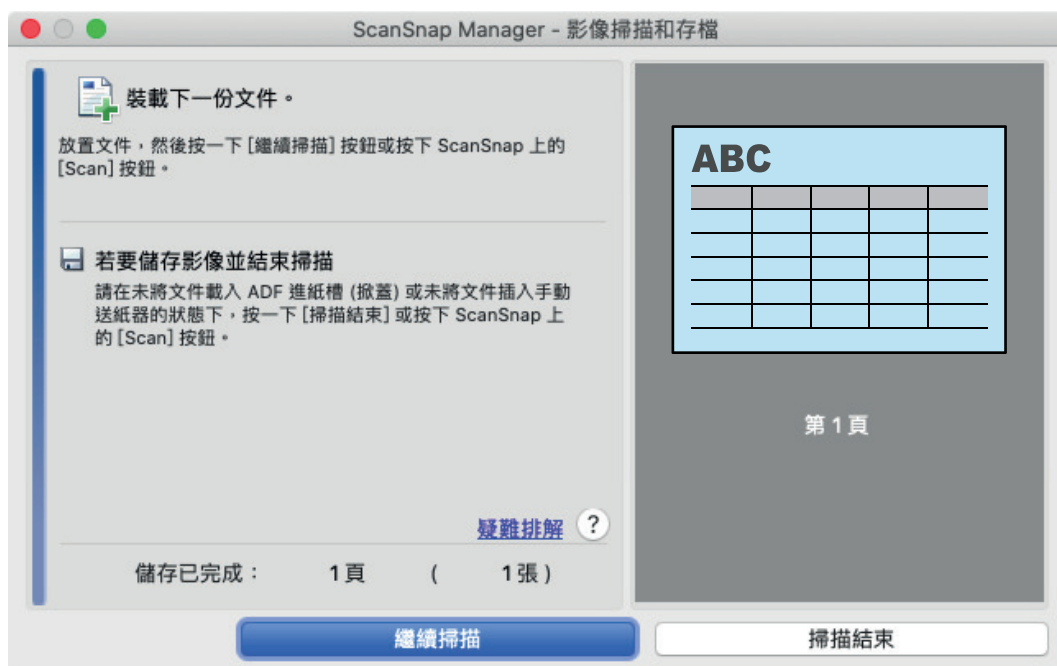 ScanSnap Manager - 影像掃描和存檔
裝載下一份文件。
放置文件，然後按一下 [繼續掃描] 按鈕或按下 ScanSnap 上的
[Scan] 按鈕。
若要儲存影像並結束掃描
請在未將文件載入 ADF 進紙槽 (掀蓋) 或未將文件插入手動
送紙器的狀態下，按一下 [掃描結束] 或按下 ScanSnap 上
的 [Scan] 按鈕。
疑難排解 ?
儲存已完成： 1 頁 ( 1 張 )
ABC
第 1 頁
繼續掃描
掃描結束